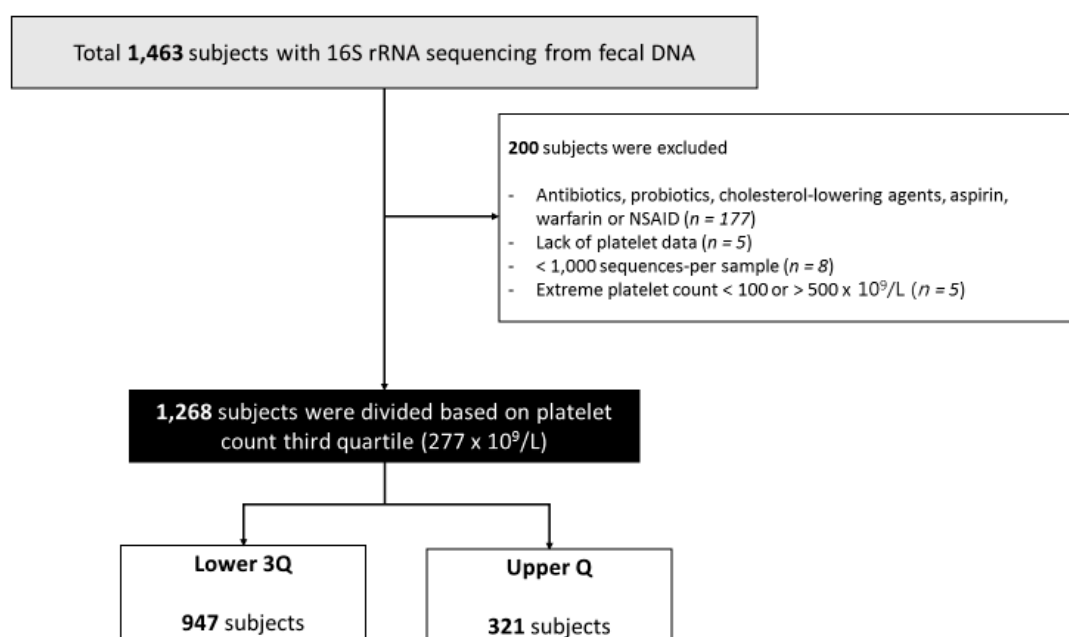 Total 1,463 subjects with 16S rRNA sequencing from fecal DNA
200 subjects were excluded
- Antibiotics, probiotics, cholesterol-lowering agents, aspirin,
warfarin or NSAID (n = 177)
- Lack of platelet data (n = 5)
- < 1,000 sequences-per sample (n = 8)
- Extreme platelet count < 100 or > 500 x 10⁹/L (n = 5)
1,268 subjects were divided based on platelet
count third quartile (277 x 10⁹/L)
Lower 3Q
947 subjects
Upper Q
321 subjects